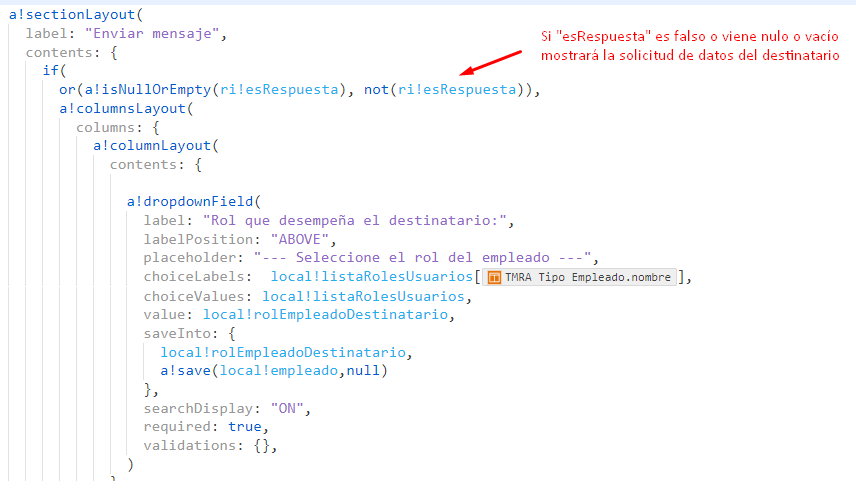 a!sectionLayout(
label: "Enviar mensaje",
contents: {
if(
or(a!isNullOrEmpty(ri!esRespuesta), not(ri!esRespuesta)),
a!columnsLayout(
columns: {
a!columnLayout(
contents: {
a!dropdownField(
label: "Rol que desempeña el destinatario:",
labelPosition: "ABOVE",
placeholder: "--- Seleccione el rol del empleado ---",
choiceLabels: local!listaRolesUsuarios[TMRA Tipo Empleado.nombre],
choiceValues: local!listaRolesUsuarios,
value: local!rolEmpleadoDestinatario,
saveInto: {
local!rolEmpleadoDestinatario,
a!save(local!empleado,null)
},
searchDisplay: "ON",
required: true,
validations: {},
)
Si "esRespuesta" es falso o viene nulo o vacío
mostrará la solicitud de datos del destinatario